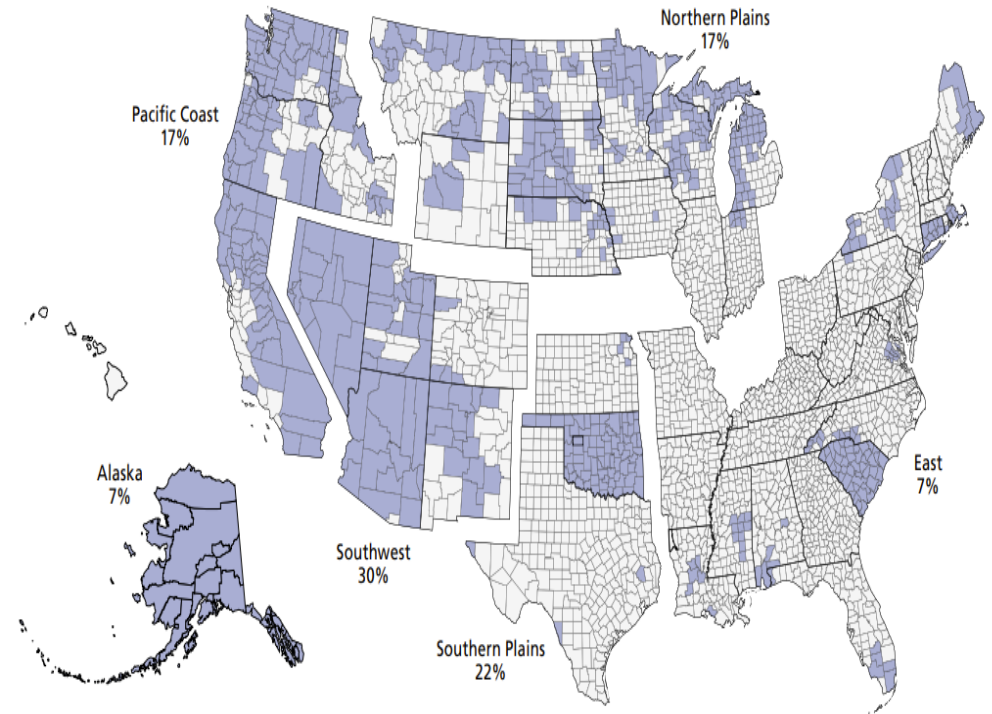 Northern Plains
17%
Pacific Coast
17%
Alaska
7%
East
7%
Southwest
30%
Southern Plains
22%